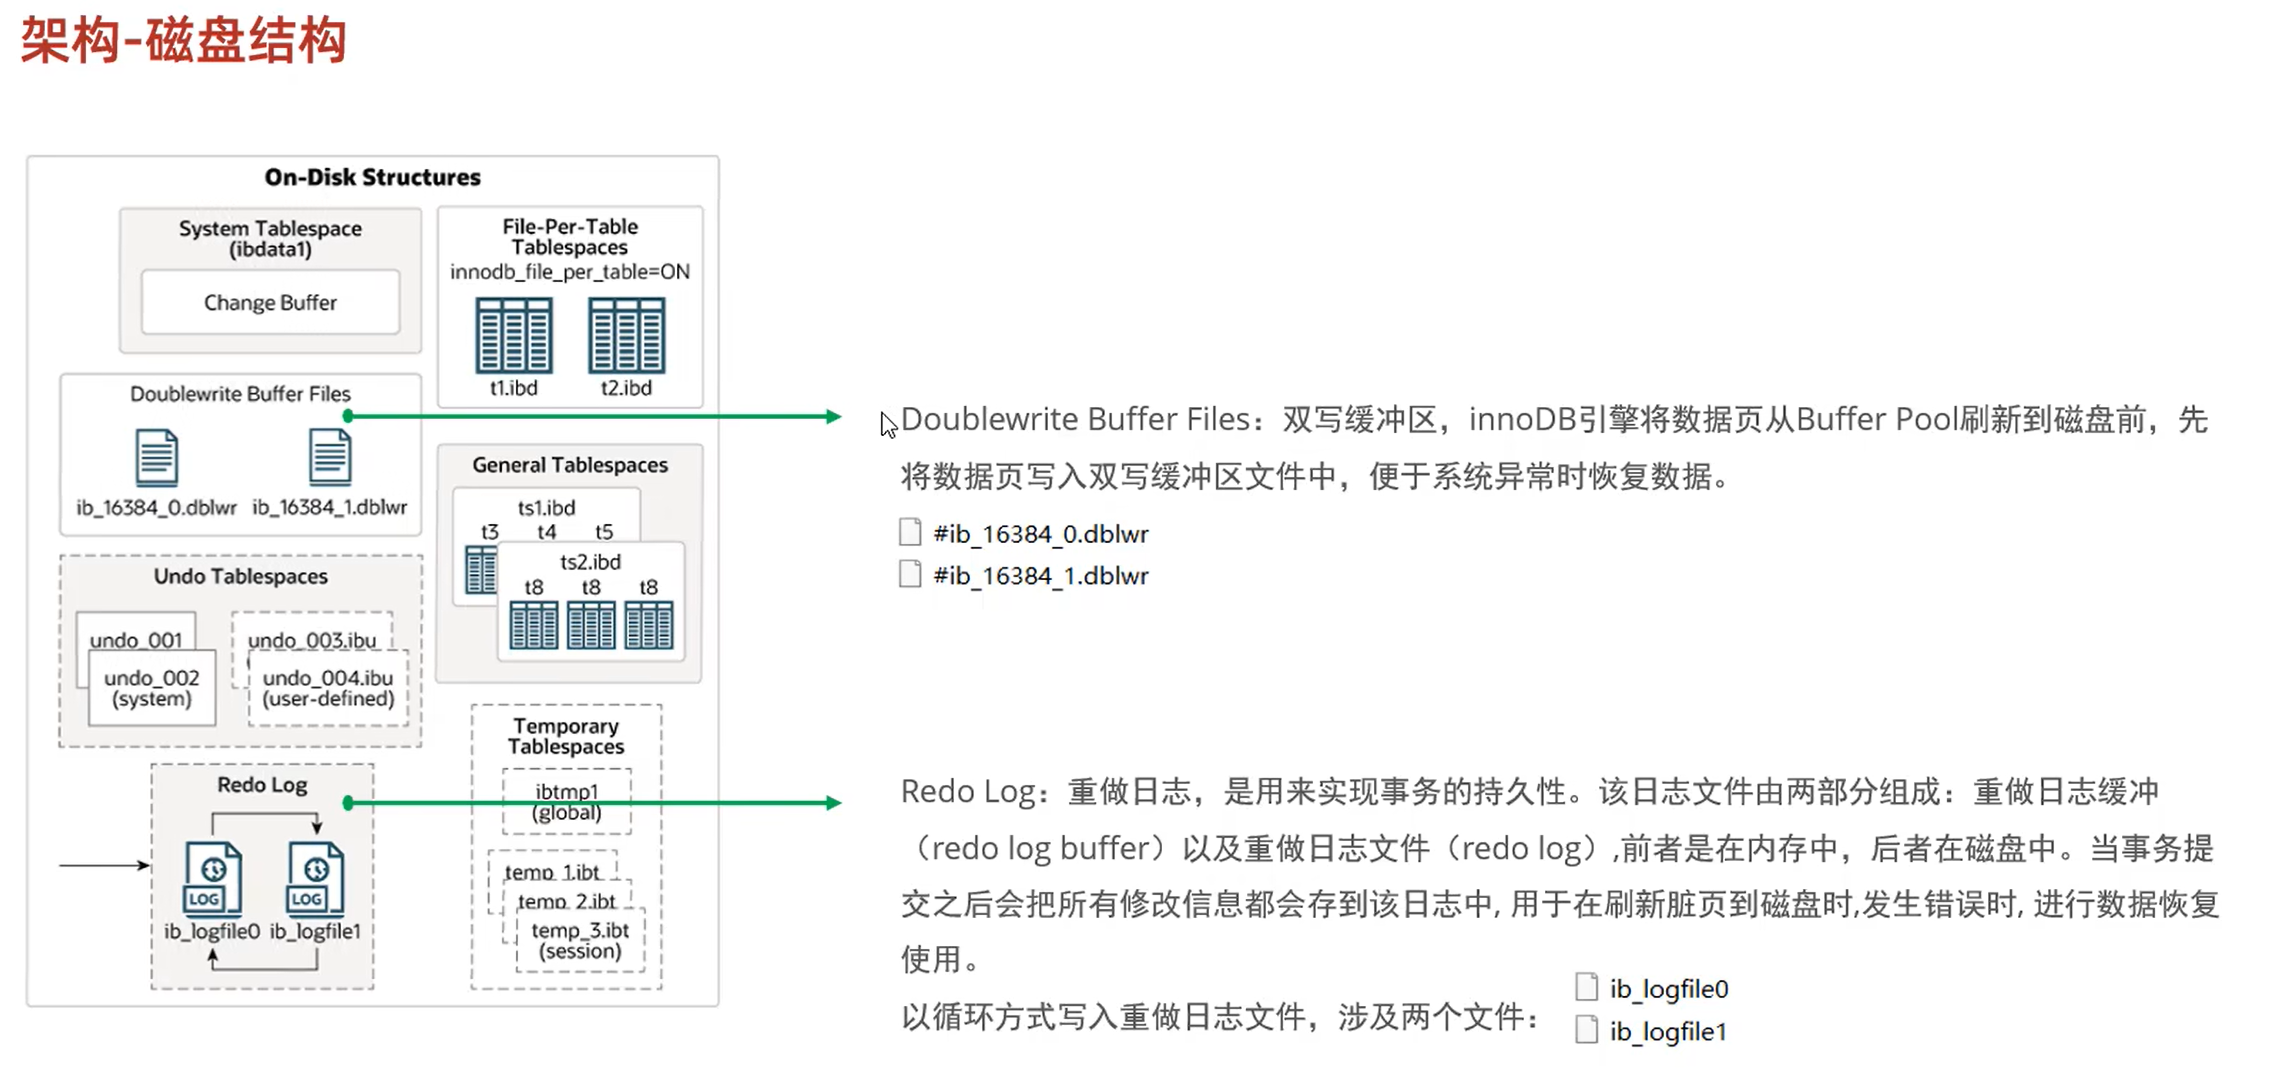 架构-磁盘结构
On-Disk Structures
System Tablespace
(ibdata1)
Change Buffer
File-Per-Table
Tablespaces
innodb_file_per_table=ON
t1.ibd
t2.ibd
Doublewrite Buffer Files
ib_16384_0.dblwr
ib_16384_1.dblwr
General Tablespaces
ts1.ibd
t3
t4
t5
ts2.ibd
t8
t8
t8
Undo Tablespaces
undo_001
undo_002
(system)
undo_003.ibu
undo_004.ibu
(user-defined)
Temporary
Tablespaces
ibtmp1
(global)
temp_1.ibt
temp_2.ibt
temp_3.ibt
(session)
Redo Log
LOG
LOG
ib_logfile0
ib_logfile1
Doublewrite Buffer Files：双写缓冲区，innoDB引擎将数据页从Buffer Pool刷新到磁盘前，先
将数据页写入双写缓冲区文件中，便于系统异常时恢复数据。
#ib_16384_0.dblwr
#ib_16384_1.dblwr
Redo Log：重做日志，是用来实现事务的持久性。该日志文件由两部分组成：重做日志缓冲
（redo log buffer）以及重做日志文件（redo log）,前者是在内存中，后者在磁盘中。当事务提
交之后会把所有修改信息都会存到该日志中, 用于在刷新脏页到磁盘时,发生错误时, 进行数据恢复
使用。
以循环方式写入重做日志文件，涉及两个文件：
ib_logfile0
ib_logfile1